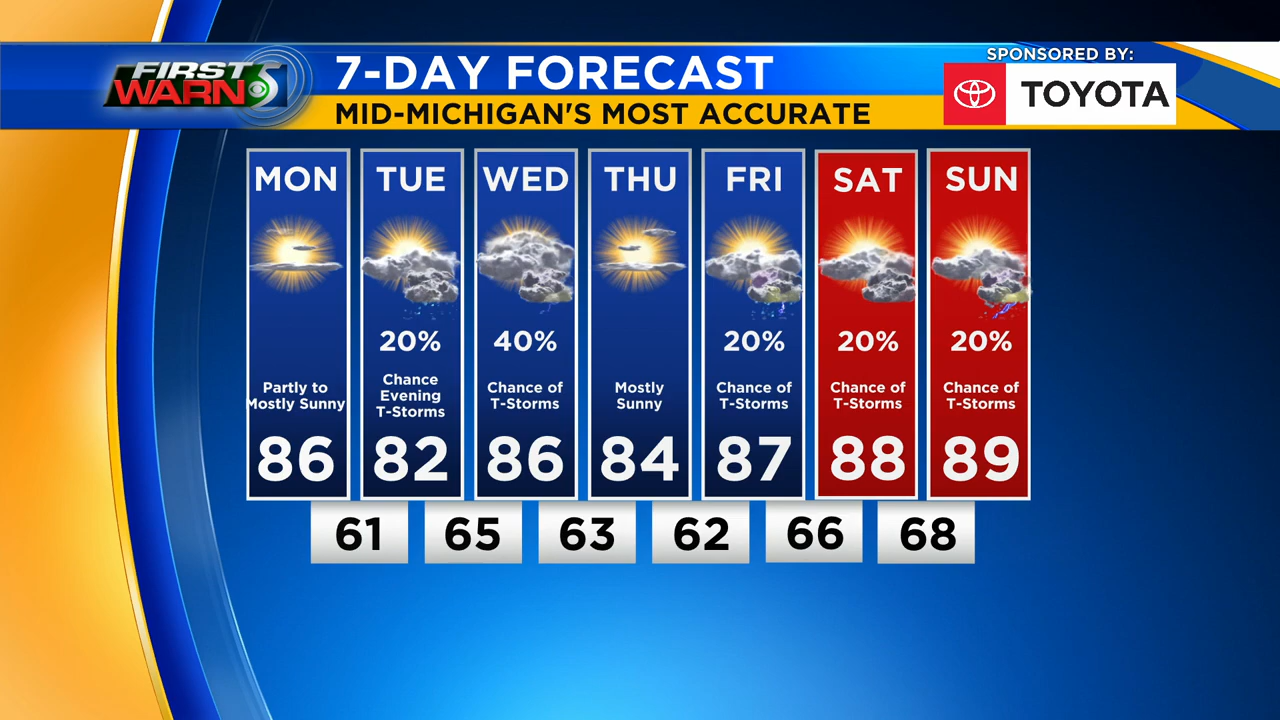 FIRST
WARN 5
7-DAY FORECAST
MID-MICHIGAN'S MOST ACCURATE
SPONSORED BY:
TOYOTA
MON TUE WED THU FRI SAT SUN
20% 40% 20% 20% 20%
Partly to
Mostly Sunny
Chance
Evening
T-Storms
Chance of
T-Storms
Mostly
Sunny
Chance of
T-Storms
Chance of
T-Storms
Chance of
T-Storms
86 82 86 84 87 88 89
61 65 63 62 66 68